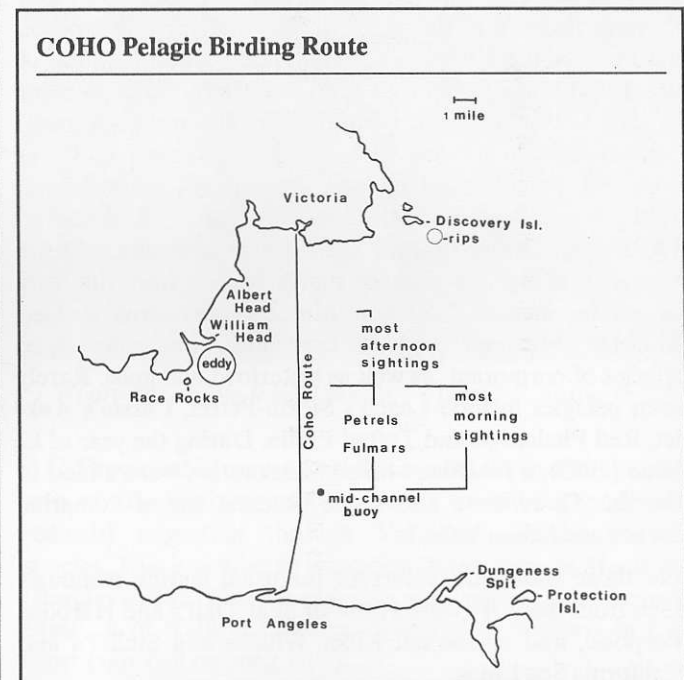 COHO Pelagic Birding Route
1 mile
Victoria
Discovery Isl.
-rips
Albert
Head
William
Head
eddy
Race Rocks
Coho Route
most
afternoon
sightings
Petrels
Fulmars
most
morning
sightings
mid-channel
buoy
Dungeness
Spit
Protection
Isl.
Port Angeles